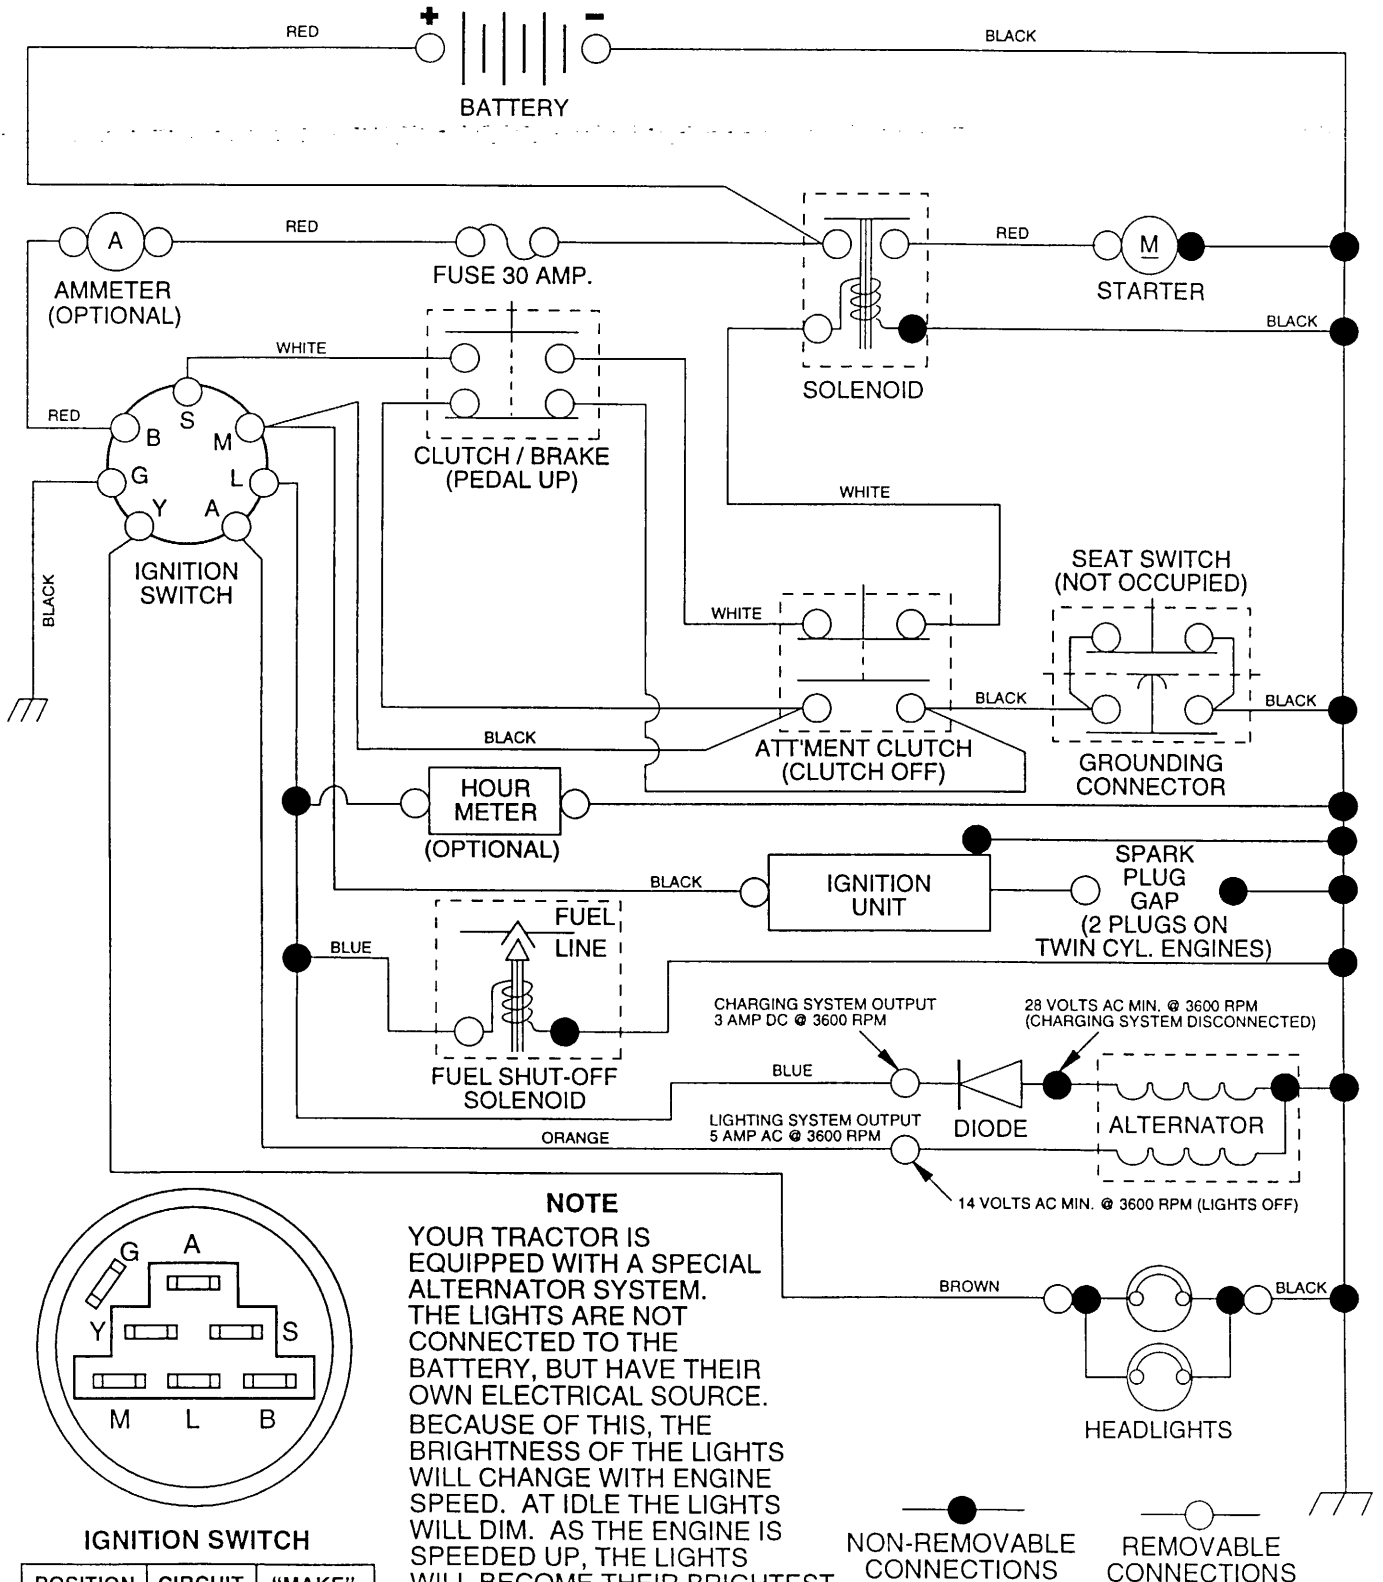 + −
RED
BLACK
BATTERY
RED
RED
A
M
AMMETER
(OPTIONAL)
FUSE 30 AMP.
STARTER
WHITE
BLACK
SOLENOID
RED
S
B
M
G
L
Y
A
CLUTCH / BRAKE
(PEDAL UP)
WHITE
IGNITION
SWITCH
BLACK
SEAT SWITCH
(NOT OCCUPIED)
WHITE
BLACK
BLACK
BLACK
ATT'MENT CLUTCH
(CLUTCH OFF)
GROUNDING
CONNECTOR
HOUR
METER
(OPTIONAL)
BLACK
IGNITION
UNIT
SPARK
PLUG
GAP
(2 PLUGS ON
TWIN CYL. ENGINES)
BLUE
FUEL
LINE
FUEL SHUT-OFF
SOLENOID
CHARGING SYSTEM OUTPUT
3 AMP DC @ 3600 RPM
28 VOLTS AC MIN. @ 3600 RPM
(CHARGING SYSTEM DISCONNECTED)
BLUE
DIODE
ALTERNATOR
LIGHTING SYSTEM OUTPUT
5 AMP AC @ 3600 RPM
ORANGE
14 VOLTS AC MIN. @ 3600 RPM (LIGHTS OFF)
BROWN
BLACK
HEADLIGHTS
G
A
Y
S
M
L
B
IGNITION SWITCH
POSITION CIRCUIT "MAKE"
NOTE
YOUR TRACTOR IS
EQUIPPED WITH A SPECIAL
ALTERNATOR SYSTEM.
THE LIGHTS ARE NOT
CONNECTED TO THE
BATTERY, BUT HAVE THEIR
OWN ELECTRICAL SOURCE.
BECAUSE OF THIS, THE
BRIGHTNESS OF THE LIGHTS
WILL CHANGE WITH ENGINE
SPEED. AT IDLE THE LIGHTS
WILL DIM. AS THE ENGINE IS
SPEEDED UP, THE LIGHTS
WILL BECOME THEIR BRIGHTEST
NON-REMOVABLE
CONNECTIONS
REMOVABLE
CONNECTIONS